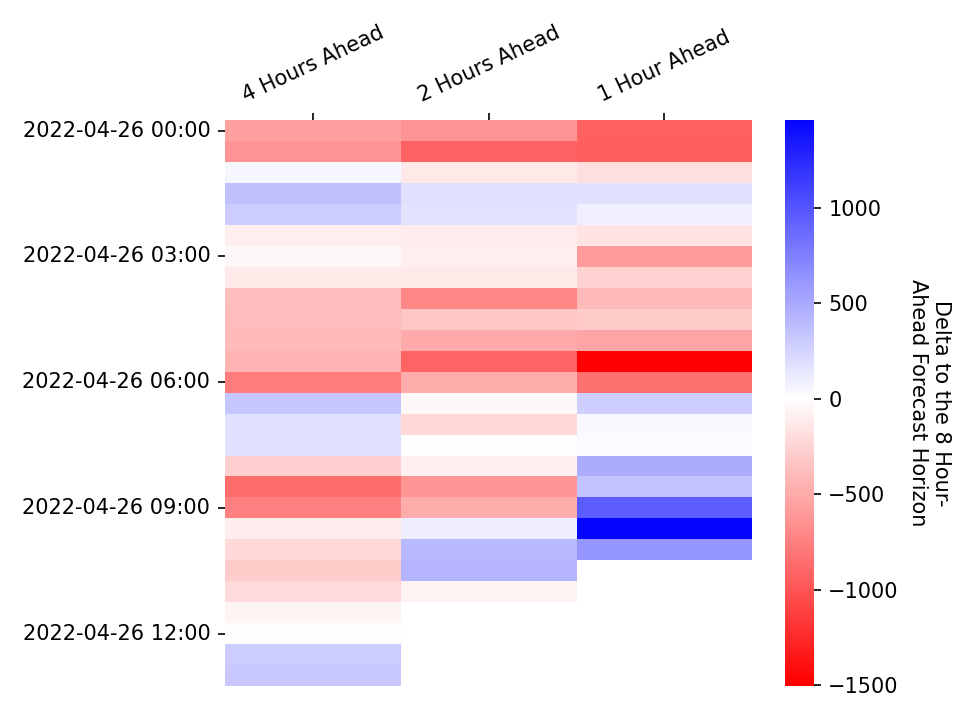 4 Hours Ahead
2 Hours Ahead
1 Hour Ahead
2022-04-26 00:00
2022-04-26 03:00
2022-04-26 06:00
2022-04-26 09:00
2022-04-26 12:00
1000
500
0
−500
−1000
−1500
Delta to the 8 Hour-
Ahead Forecast Horizon